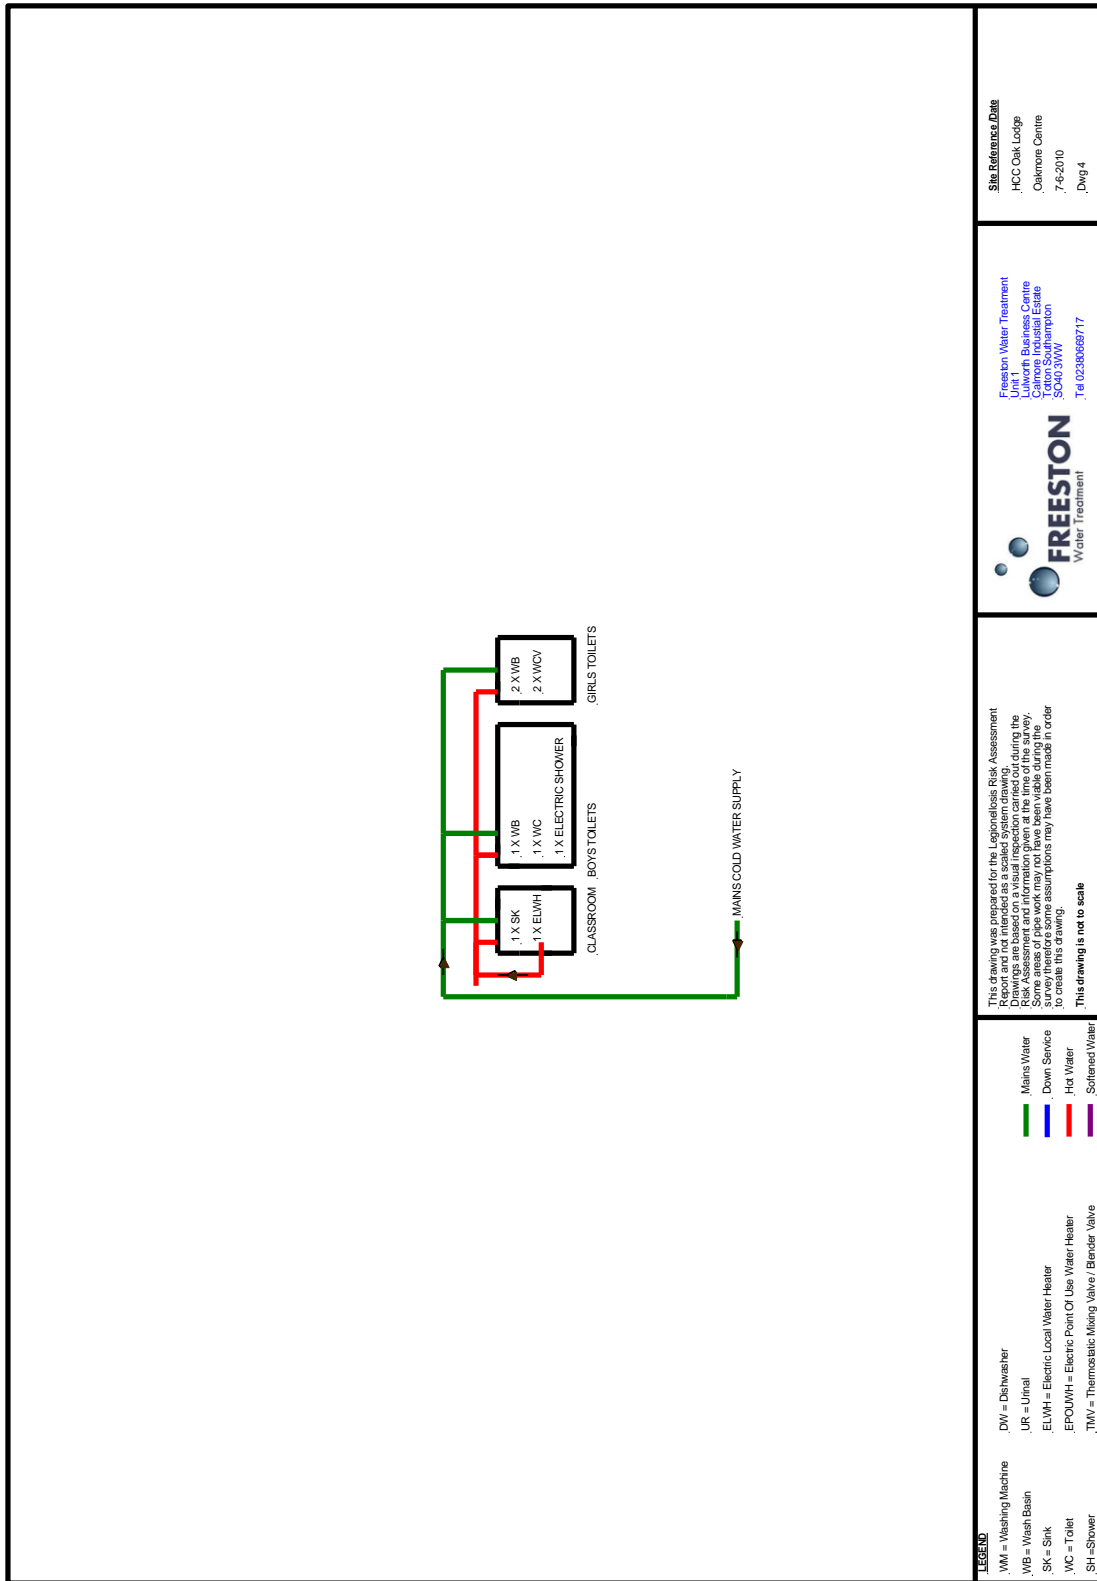 CLASSROOM
1 X SK
1 X ELWH
BOYS TOILETS
1 X WB
1 X WC
1 X ELECTRIC SHOWER
GIRLS TOILETS
2 X WB
2 X WCV
MAINS COLD WATER SUPPLY
LEGEND
WM = Washing Machine
WB = Wash Basin
SK = Sink
WC = Toilet
SH =Shower
DW = Dishwasher
UR = Urinal
ELWH = Electric Local Water Heater
EPOUWH = Electric Point Of Use Water Heater
TMV = Thermostatic Mixing Valve / Blender Valve
Mains Water
Down Service
Hot Water
Softened Water
This drawing was prepared for the Legionellosis Risk Assessment
Report and not intended as a scaled system drawing.
Drawings are based on a visual inspection carried out during the
Risk Assessment and information given at the time of the survey.
Some areas of pipe work may not have been viable during the
survey therefore some assumptions may have been made in order
to create this drawing.
This drawing is not to scale
FREESTON
Water Treatment
Freeston Water Treatment
Unit 1
Lulworth Business Centre
Calmore Industial Estate
Totton Southampton
SO40 3WW
Tel 02380669717
Site Reference /Date
HCC Oak Lodge
Oakmore Centre
7-6-2010
Dwg 4